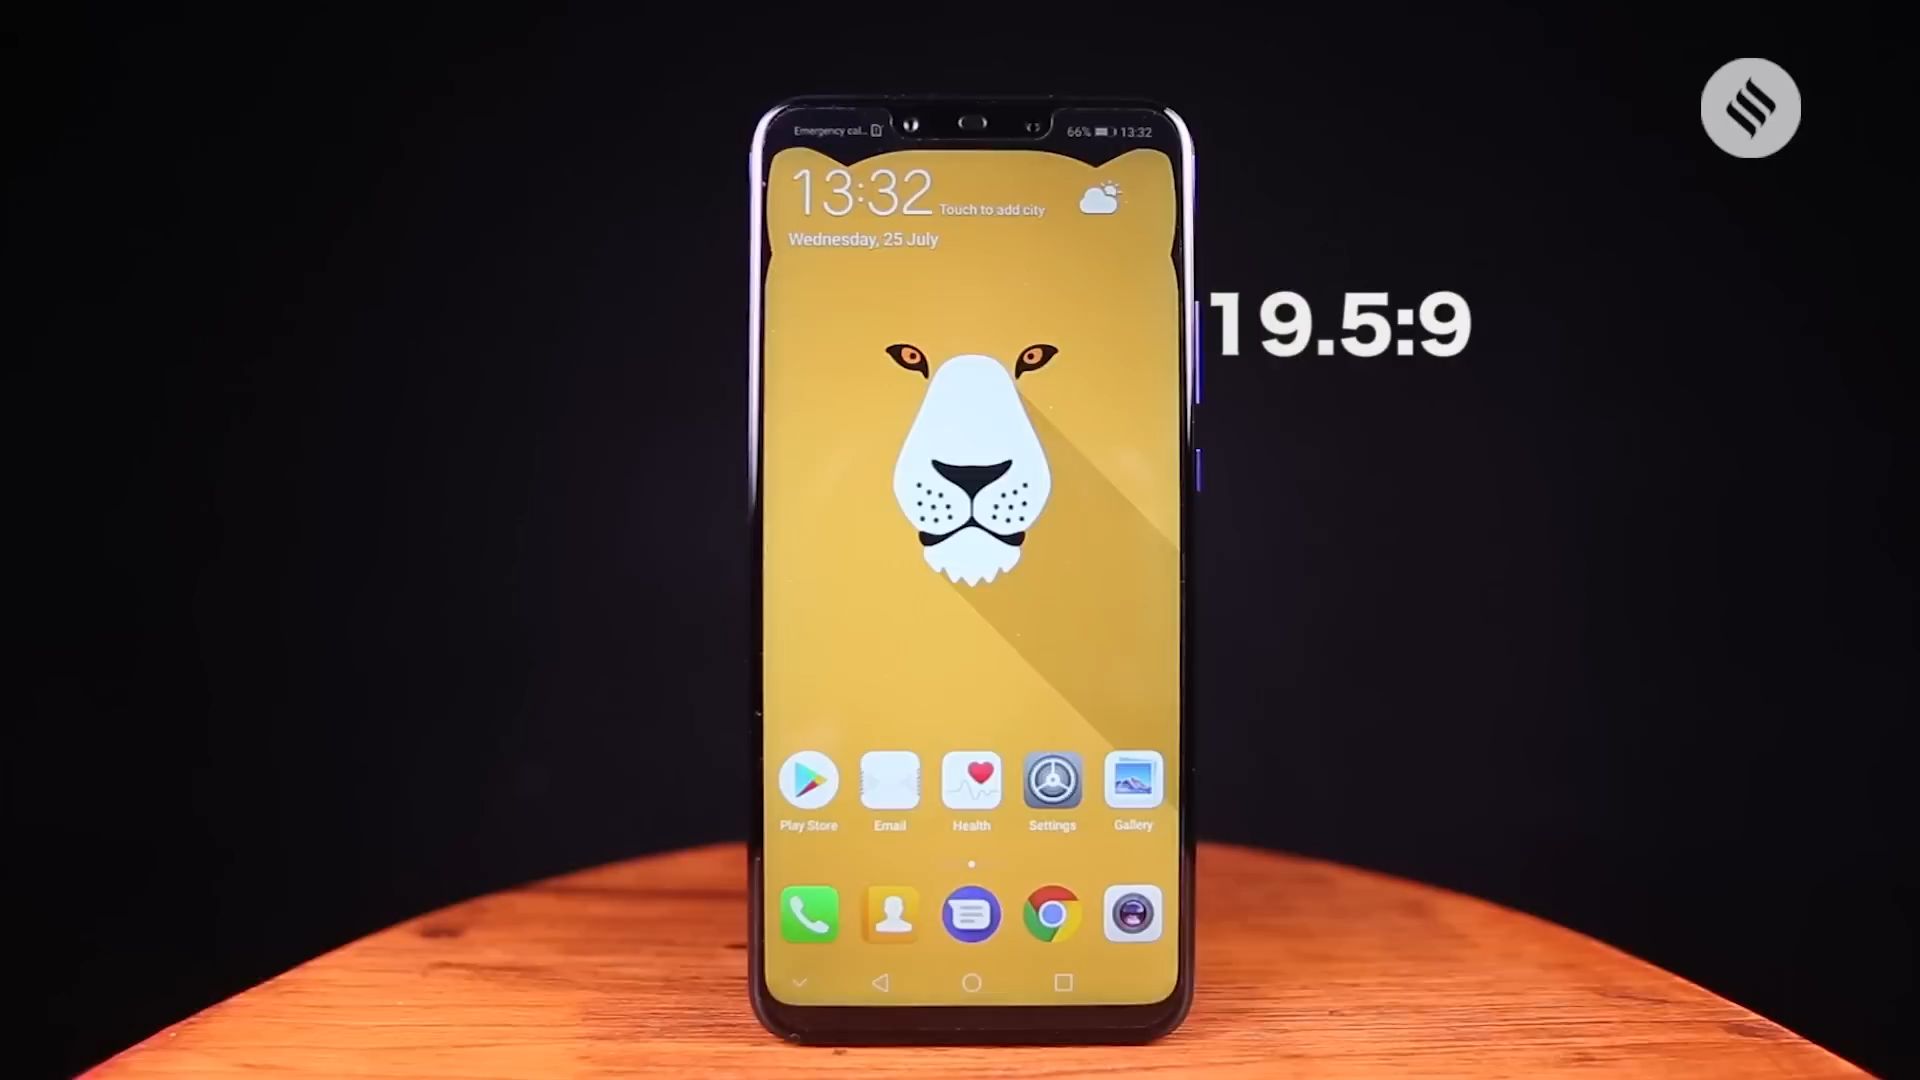 Emergency cal...
66% 13:32
13:32 Touch to add city
Wednesday, 25 July
19.5:9
Play Store Email Health Settings Gallery